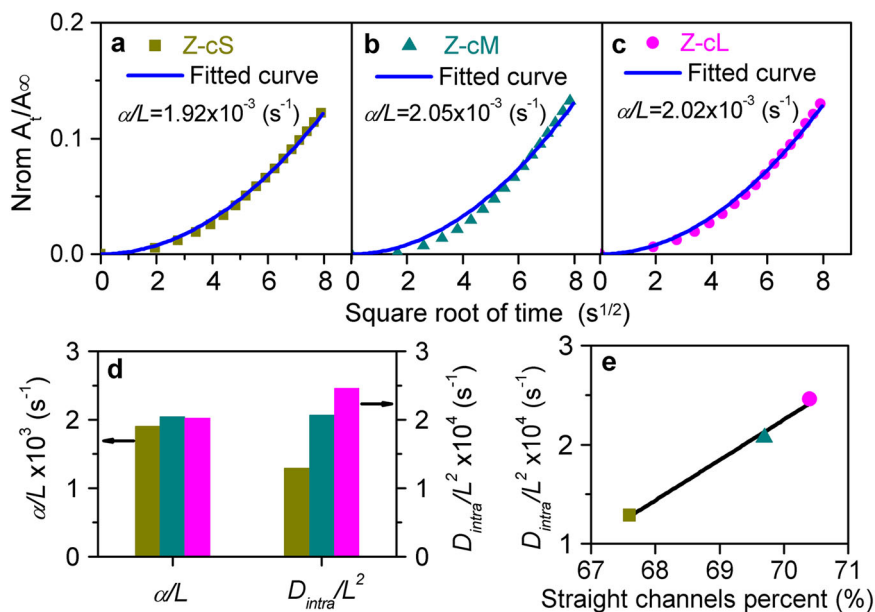 a Z-cS
Fitted curve
α/L=1.92x10⁻³ (s⁻¹)
b Z-cM
Fitted curve
α/L=2.05x10⁻³ (s⁻¹)
c Z-cL
Fitted curve
α/L=2.02x10⁻³ (s⁻¹)
Nrom Aₜ/A∞
0.2
0.1
0.0
0 2 4 6 8 0 2 4 6 8 0 2 4 6 8
Square root of time (s¹/²)
d
α/L x10³ (s⁻¹)
3
2
1
0
α/L D_intra/L²
3
2
1
0
D_intra/L² x10⁴ (s⁻¹)
e
D_intra/L² x10⁴ (s⁻¹)
3
2
1
67 68 69 70 71
Straight channels percent (%)